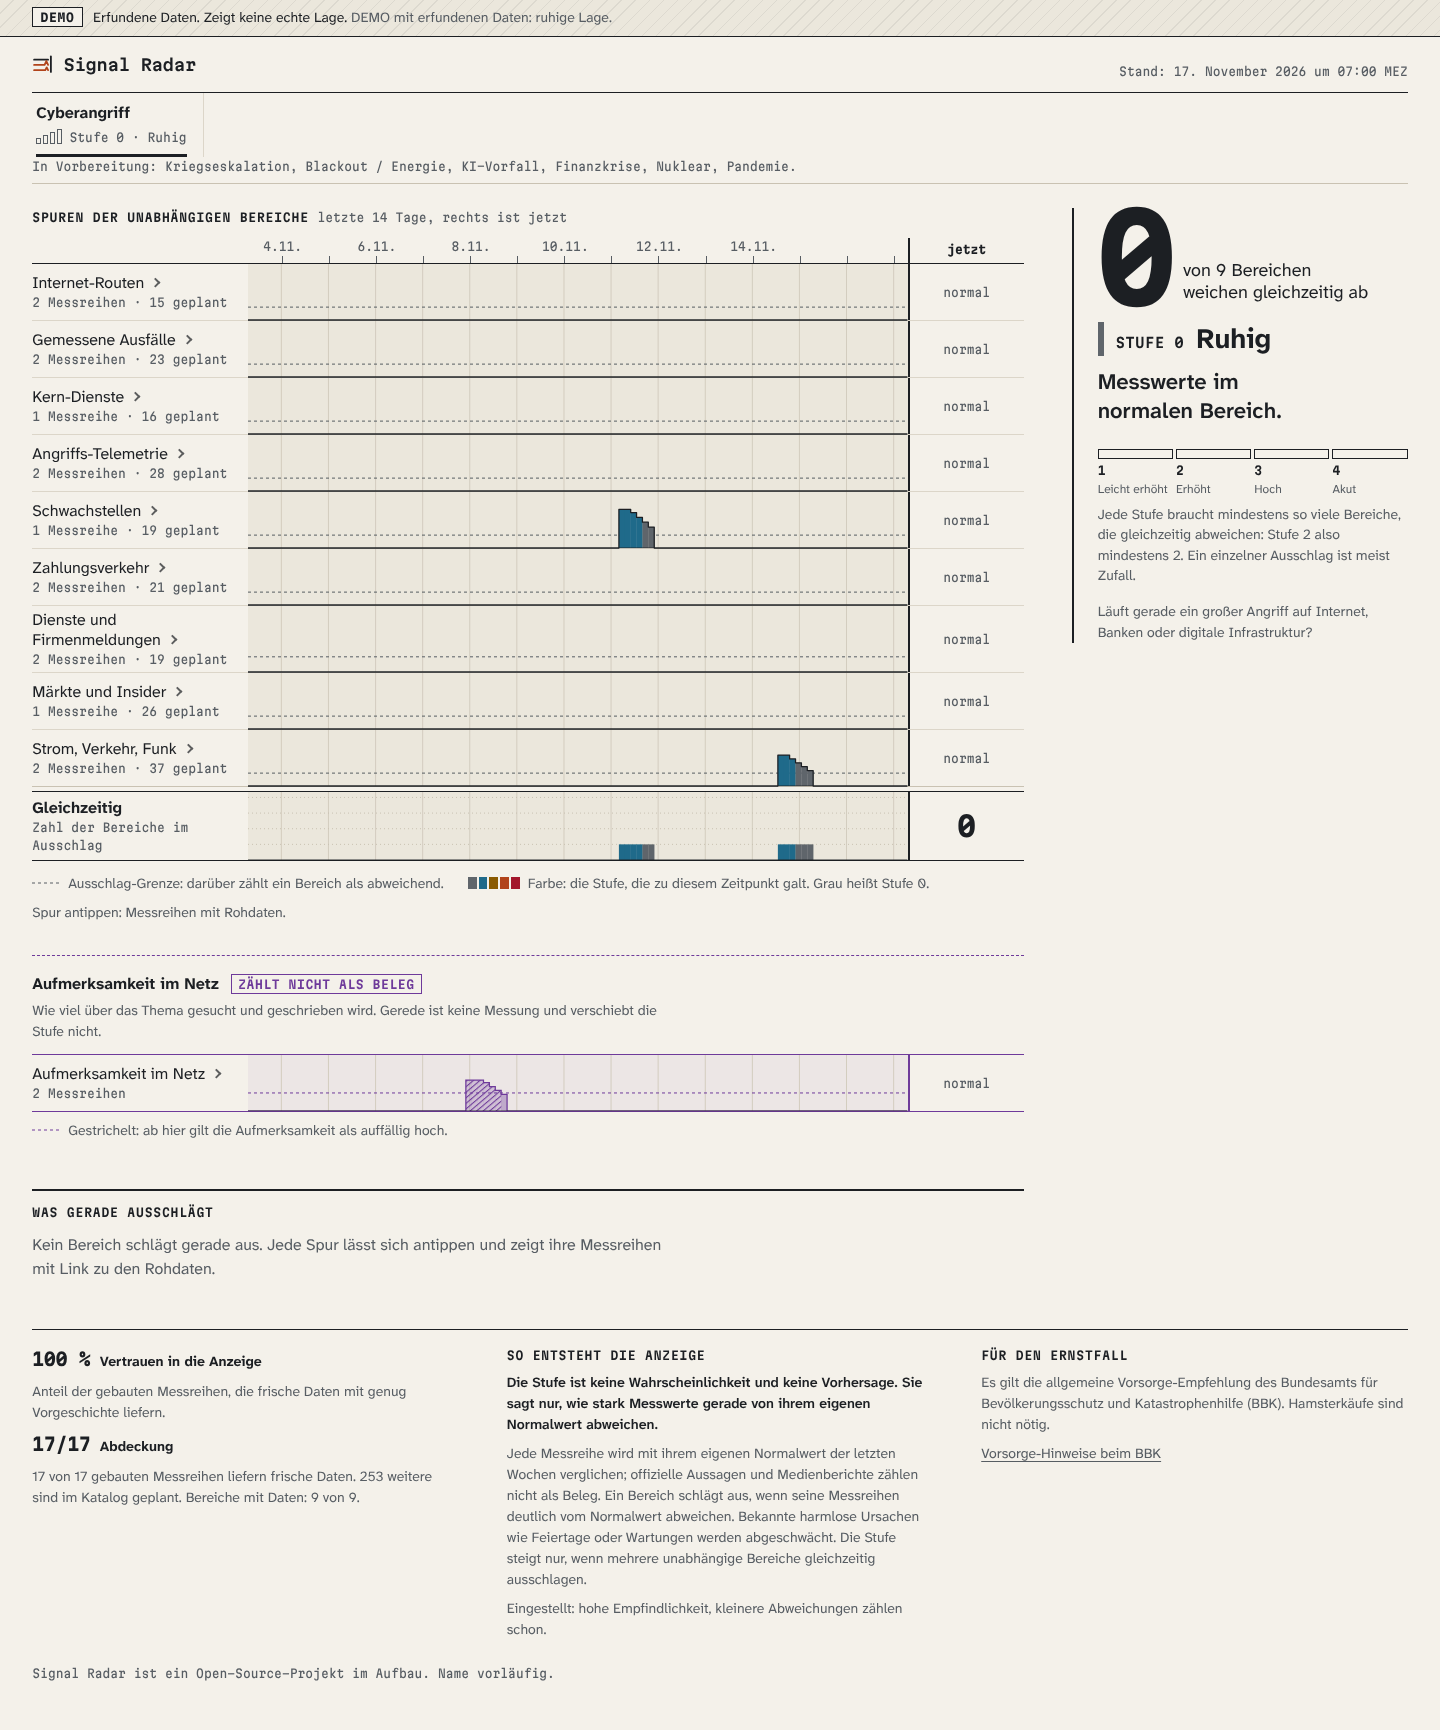 DEMO Erfundene Daten. Zeigt keine echte Lage. DEMO mit erfundenen Daten: ruhige Lage.
Signal Radar
Stand: 17. November 2026 um 07:00 MEZ
Cyberangriff
Stufe 0 · Ruhig
In Vorbereitung: Kriegseskalation, Blackout / Energie, KI-Vorfall, Finanzkrise, Nuklear, Pandemie.
SPUREN DER UNABHÄNGIGEN BEREICHE letzte 14 Tage, rechts ist jetzt
4.11. 6.11. 8.11. 10.11. 12.11. 14.11. jetzt
Internet-Routen
2 Messreihen · 15 geplant
normal
Gemessene Ausfälle
2 Messreihen · 23 geplant
normal
Kern-Dienste
1 Messreihe · 16 geplant
normal
Angriffs-Telemetrie
2 Messreihen · 28 geplant
normal
Schwachstellen
1 Messreihe · 19 geplant
normal
Zahlungsverkehr
2 Messreihen · 21 geplant
normal
Dienste und
Firmenmeldungen
2 Messreihen · 19 geplant
normal
Märkte und Insider
1 Messreihe · 26 geplant
normal
Strom, Verkehr, Funk
2 Messreihen · 37 geplant
normal
Gleichzeitig
Zahl der Bereiche im
Ausschlag
0
Ausschlag-Grenze: darüber zählt ein Bereich als abweichend.
Farbe: die Stufe, die zu diesem Zeitpunkt galt. Grau heißt Stufe 0.
Spur antippen: Messreihen mit Rohdaten.
0 von 9 Bereichen
weichen gleichzeitig ab
STUFE 0 Ruhig
Messwerte im
normalen Bereich.
1 2 3 4
Leicht erhöht Erhöht Hoch Akut
Jede Stufe braucht mindestens so viele Bereiche,
die gleichzeitig abweichen: Stufe 2 also
mindestens 2. Ein einzelner Ausschlag ist meist
Zufall.
Läuft gerade ein großer Angriff auf Internet,
Banken oder digitale Infrastruktur?
Aufmerksamkeit im Netz ZÄHLT NICHT ALS BELEG
Wie viel über das Thema gesucht und geschrieben wird. Gerede ist keine Messung und verschiebt die
Stufe nicht.
Aufmerksamkeit im Netz
2 Messreihen
normal
Gestrichelt: ab hier gilt die Aufmerksamkeit als auffällig hoch.
WAS GERADE AUSSCHLÄGT
Kein Bereich schlägt gerade aus. Jede Spur lässt sich antippen und zeigt ihre Messreihen
mit Link zu den Rohdaten.
100 % Vertrauen in die Anzeige
Anteil der gebauten Messreihen, die frische Daten mit genug
Vorgeschichte liefern.
17/17 Abdeckung
17 von 17 gebauten Messreihen liefern frische Daten. 253 weitere
sind im Katalog geplant. Bereiche mit Daten: 9 von 9.
SO ENTSTEHT DIE ANZEIGE
Die Stufe ist keine Wahrscheinlichkeit und keine Vorhersage. Sie
sagt nur, wie stark Messwerte gerade von ihrem eigenen
Normalwert abweichen.
Jede Messreihe wird mit ihrem eigenen Normalwert der letzten
Wochen verglichen; offizielle Aussagen und Medienberichte zählen
nicht als Beleg. Ein Bereich schlägt aus, wenn seine Messreihen
deutlich vom Normalwert abweichen. Bekannte harmlose Ursachen
wie Feiertage oder Wartungen werden abgeschwächt. Die Stufe
steigt nur, wenn mehrere unabhängige Bereiche gleichzeitig
ausschlagen.
Eingestellt: hohe Empfindlichkeit, kleinere Abweichungen zählen
schon.
FÜR DEN ERNSTFALL
Es gilt die allgemeine Vorsorge-Empfehlung des Bundesamts für
Bevölkerungsschutz und Katastrophenhilfe (BBK). Hamsterkäufe sind
nicht nötig.
Vorsorge-Hinweise beim BBK
Signal Radar ist ein Open-Source-Projekt im Aufbau. Name vorläufig.